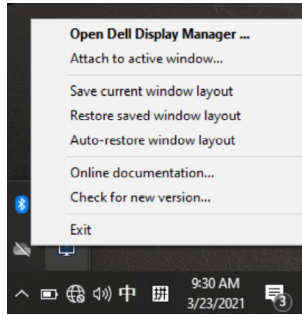 Open Dell Display Manager ...
Attach to active window...
Save current window layout
Restore saved window layout
Auto-restore window layout
Online documentation...
Check for new version...
Exit
中 拼 9:30 AM
3/23/2021
3